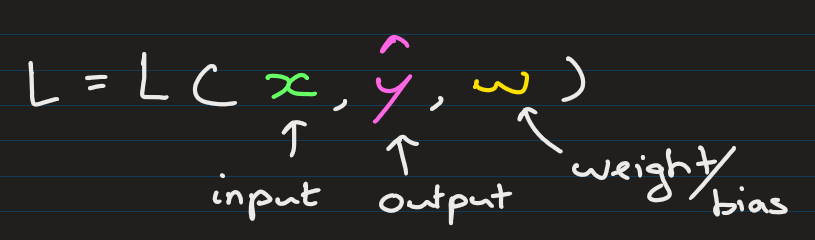 L = L ( x , ŷ , w )
input output weight/
bias